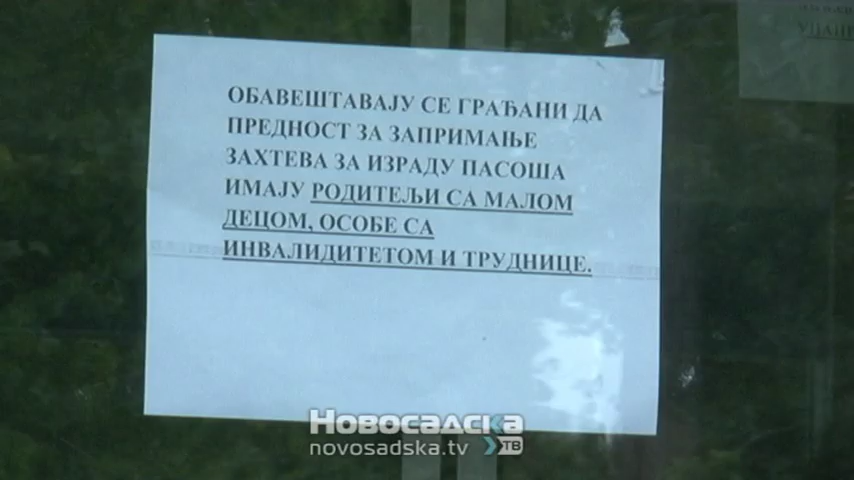 ОБАВЕШТАВАЈУ СЕ ГРАЂАНИ ДА
ПРЕДНОСТ ЗА ЗАПРИМАЊЕ
ЗАХТЕВА ЗА ИЗРАДУ ПАСОША
ИМАЈУ РОДИТЕЉИ СА МАЛОМ
ДЕЦОМ, ОСОБЕ СА
ИНВАЛИДИТЕТОМ И ТРУДНИЦЕ.
НОВОСАДСКА
novosadska.tv ТВ